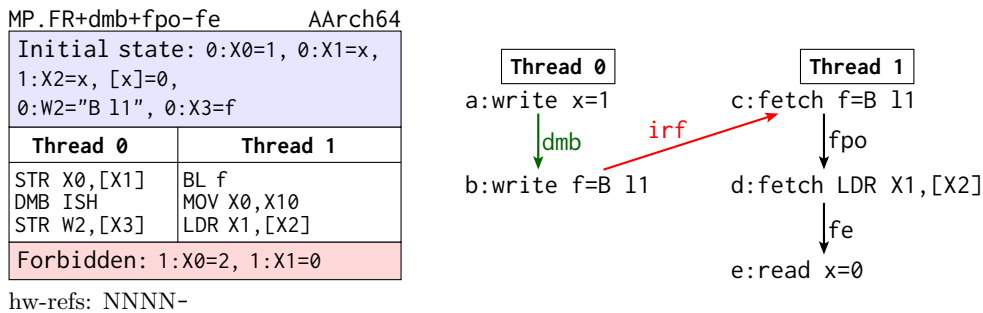 MP.FR+dmb+fpo-fe AArch64
Initial state: 0:X0=1, 0:X1=x,
1:X2=x, [x]=0,
0:W2="B l1", 0:X3=f
Thread 0 Thread 1
STR X0,[X1] BL f
DMB ISH MOV X0,X10
STR W2,[X3] LDR X1,[X2]
Forbidden: 1:X0=2, 1:X1=0
hw-refs: NNNN-
Thread 0 Thread 1
a:write x=1 c:fetch f=B l1
dmb irf fpo
b:write f=B l1 d:fetch LDR X1,[X2]
fe
e:read x=0